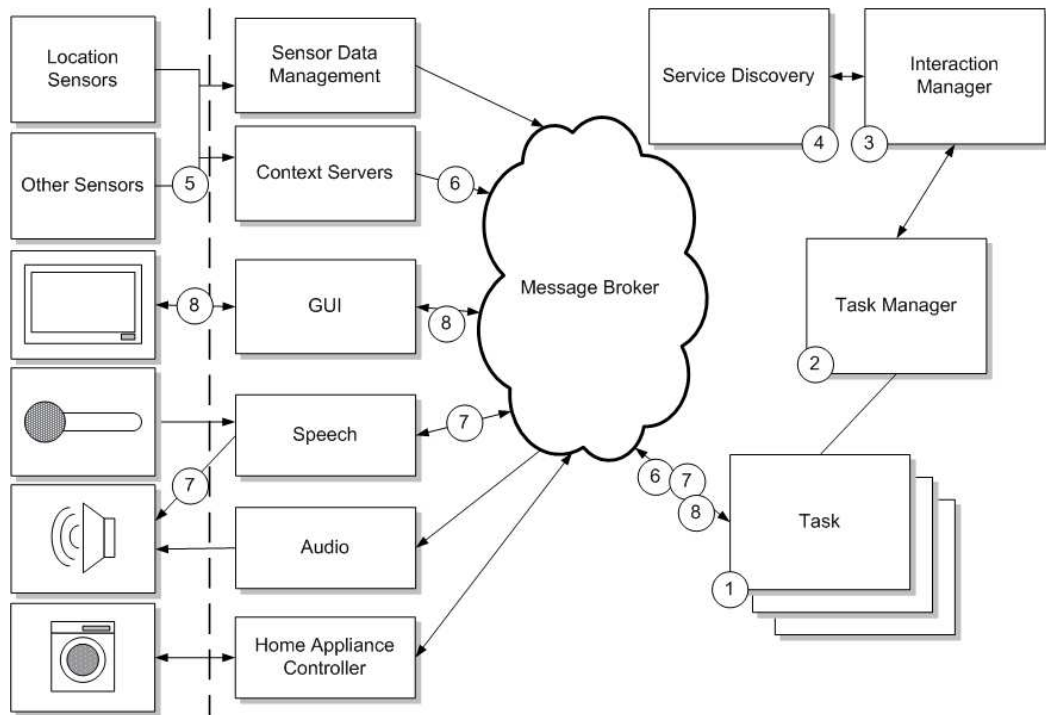 Location
Sensors
Sensor Data
Management
Service Discovery
Interaction
Manager
4
3
Other Sensors
5
Context Servers
6
8
GUI
8
Message Broker
Task Manager
2
Speech
7
7
6
7
8
Task
Audio
1
Home Appliance
Controller